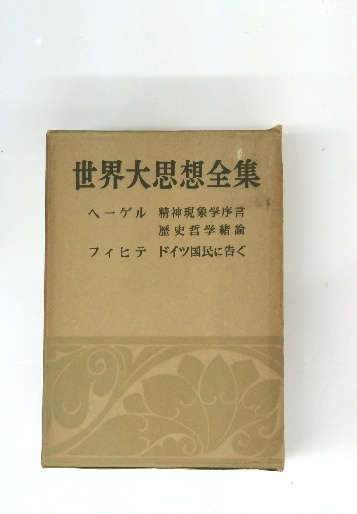 世界大思想全集
ヘーゲル 精神現象学序言
歴史哲学緒論
フィヒテ ドイツ国民に告ぐ